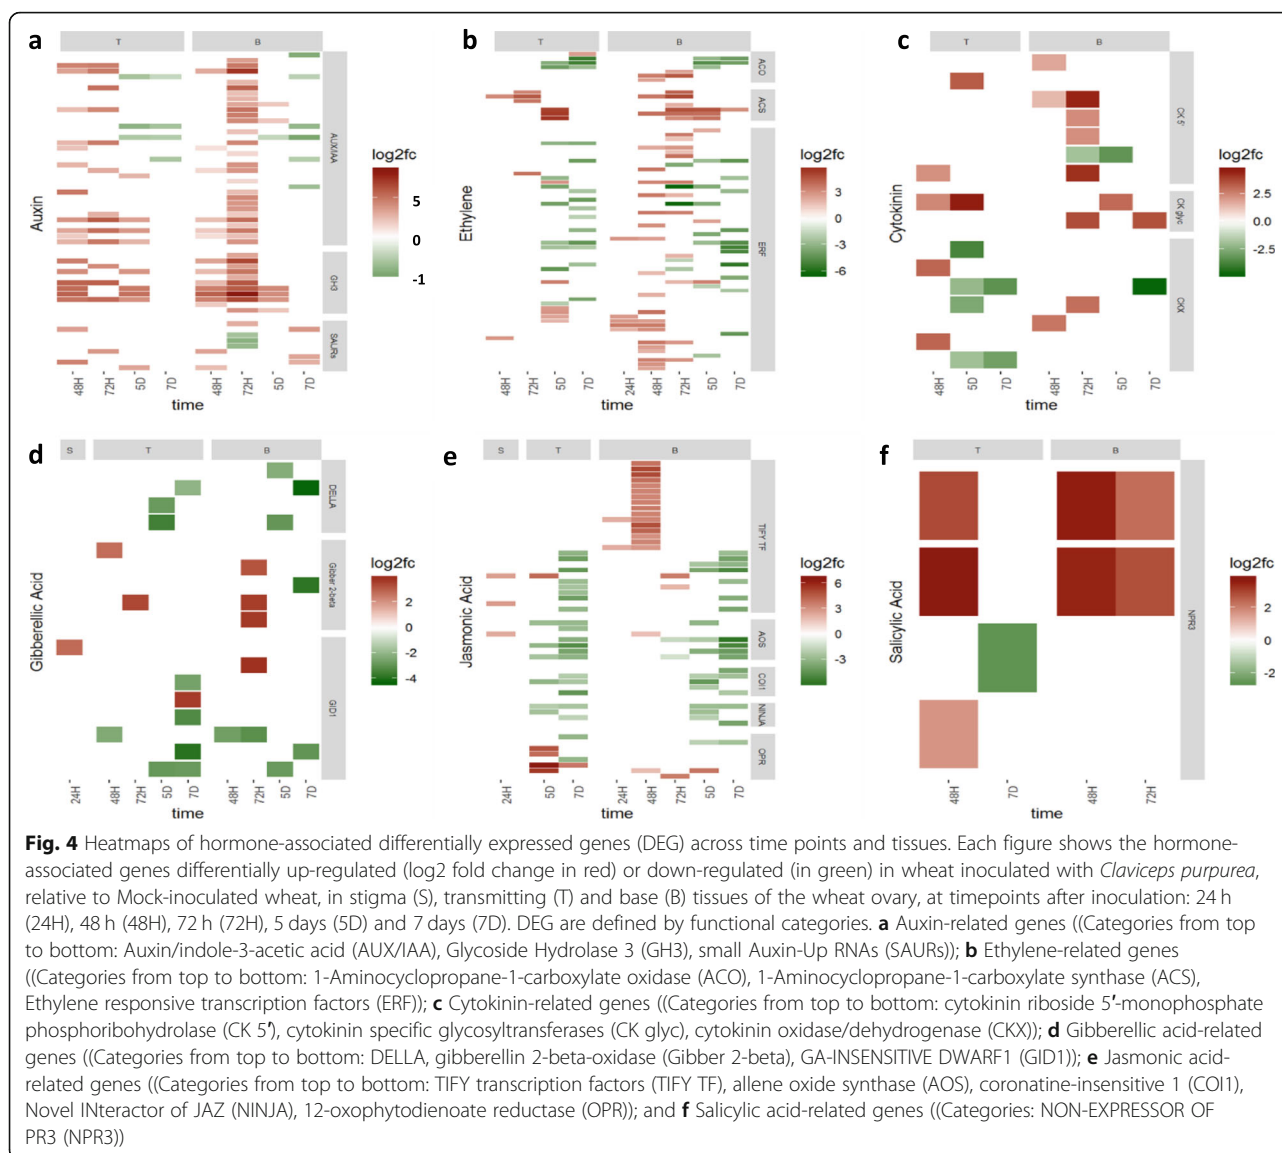 a
T B
Auxin
AUX/IAA
GH3
SAURs
48H 72H 5D 7D 48H 72H 5D 7D
time
log2fc
5
0
-1
b
T B
Ethylene
ACO
ACS
ERF
48H 72H 5D 7D 24H 48H 72H 5D 7D
time
log2fc
3
0
-3
-6
c
T B
Cytokinin
CK 5'
CK glyc
CKX
48H 5D 7D 48H 72H 5D 7D
time
log2fc
2.5
0.0
-2.5
d
S T B
Gibberellic Acid
DELLA
Gibber 2-beta
GID1
24H 48H 72H 5D 7D 48H 72H 5D 7D
time
log2fc
2
0
-2
-4
e
S T B
Jasmonic Acid
TIFY TF
AOS
COI1
NINJA
OPR
24H 5D 7D 24H 48H 72H 5D 7D
time
log2fc
6
3
0
-3
f
T B
Salicylic Acid
NPR3
48H 7D 48H 72H
time
log2fc
2
0
-2
Fig. 4 Heatmaps of hormone-associated differentially expressed genes (DEG) across time points and tissues. Each figure shows the hormone-
associated genes differentially up-regulated (log2 fold change in red) or down-regulated (in green) in wheat inoculated with Claviceps purpurea,
relative to Mock-inoculated wheat, in stigma (S), transmitting (T) and base (B) tissues of the wheat ovary, at timepoints after inoculation: 24 h
(24H), 48 h (48H), 72 h (72H), 5 days (5D) and 7 days (7D). DEG are defined by functional categories. a Auxin-related genes ((Categories from top
to bottom: Auxin/indole-3-acetic acid (AUX/IAA), Glycoside Hydrolase 3 (GH3), small Auxin-Up RNAs (SAURs)); b Ethylene-related genes
((Categories from top to bottom: 1-Aminocyclopropane-1-carboxylate oxidase (ACO), 1-Aminocyclopropane-1-carboxylate synthase (ACS),
Ethylene responsive transcription factors (ERF)); c Cytokinin-related genes ((Categories from top to bottom: cytokinin riboside 5′-monophosphate
phosphoribohydrolase (CK 5′), cytokinin specific glycosyltransferases (CK glyc), cytokinin oxidase/dehydrogenase (CKX)); d Gibberellic acid-related
genes ((Categories from top to bottom: DELLA, gibberellin 2-beta-oxidase (Gibber 2-beta), GA-INSENSITIVE DWARF1 (GID1)); e Jasmonic acid-
related genes ((Categories from top to bottom: TIFY transcription factors (TIFY TF), allene oxide synthase (AOS), coronatine-insensitive 1 (COI1),
Novel INteractor of JAZ (NINJA), 12-oxophytodienoate reductase (OPR)); and f Salicylic acid-related genes ((Categories: NON-EXPRESSOR OF
PR3 (NPR3))